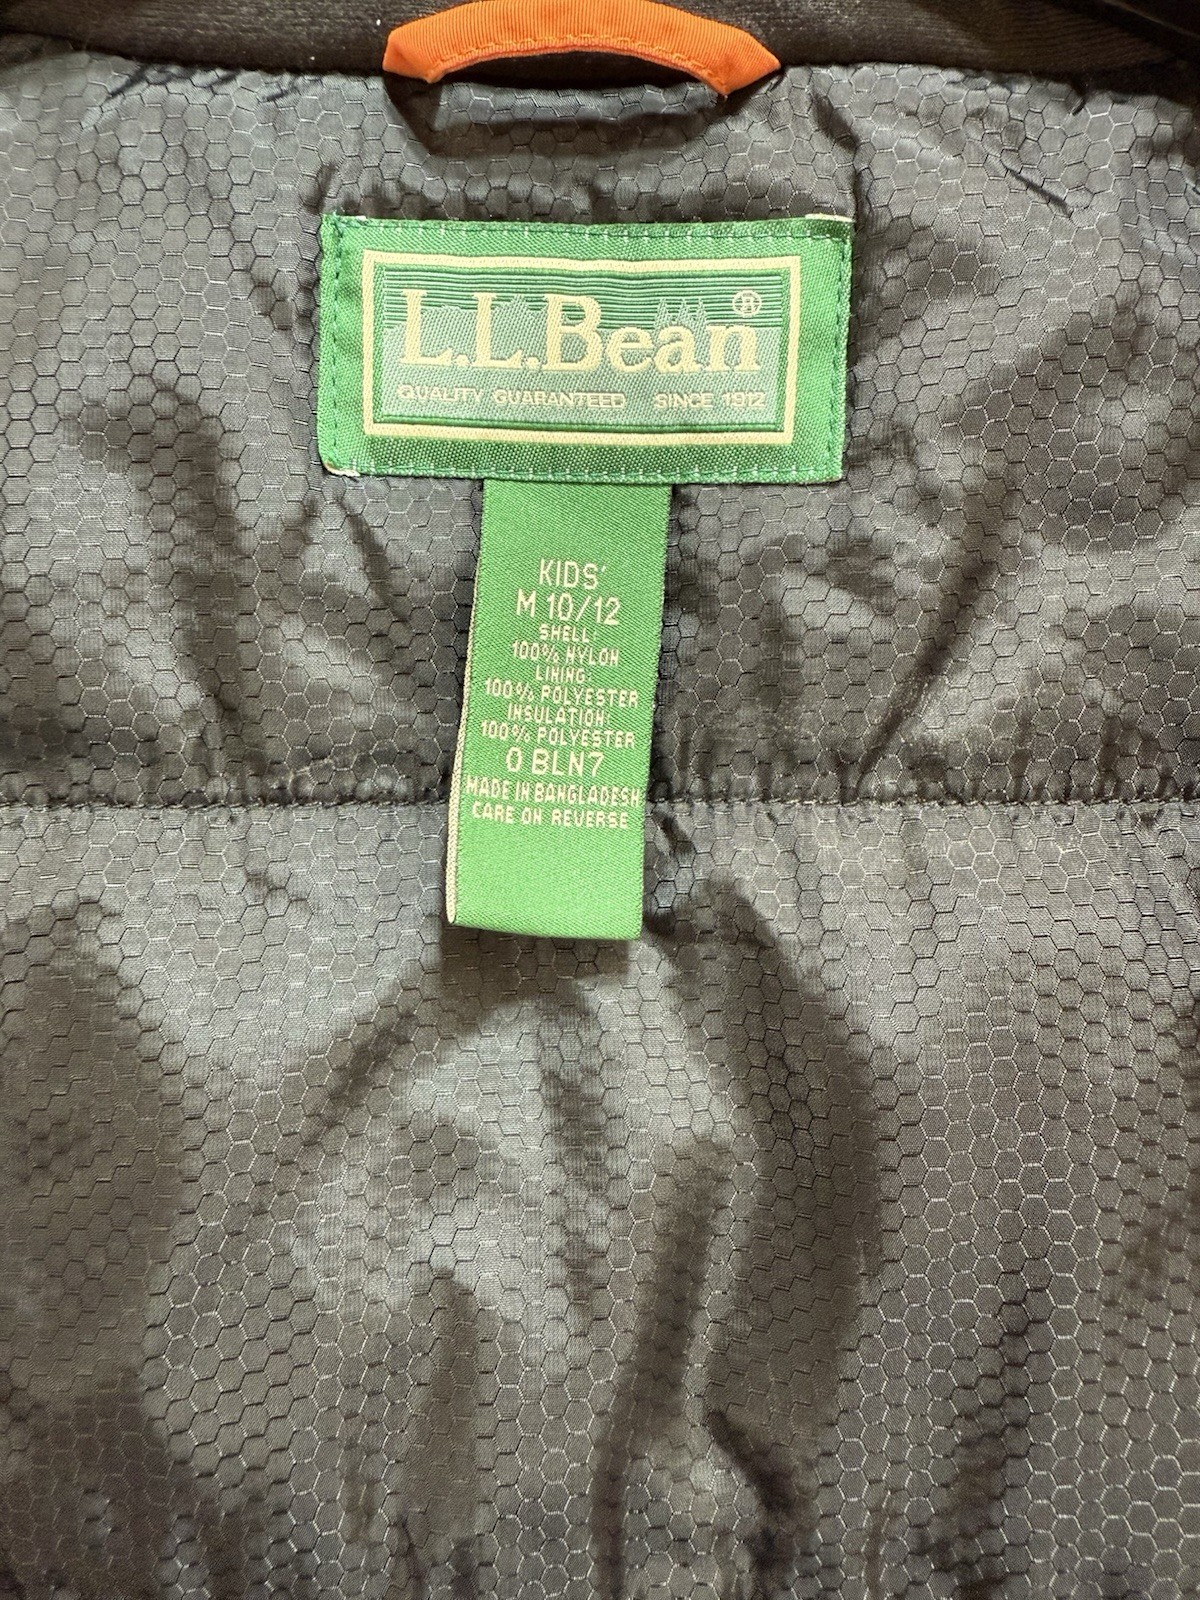 L.L.Bean®
QUALITY GUARANTEED SINCE 1912
KIDS'
M 10/12
SHELL:
100% NYLON
LINING:
100% POLYESTER
INSULATION:
100% POLYESTER
0 BLN7
MADE IN BANGLADESH
CARE ON REVERSE